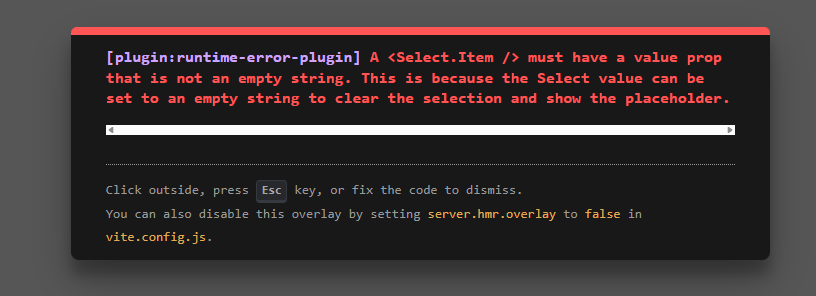 [plugin:runtime-error-plugin] A <Select.Item /> must have a value prop
that is not an empty string. This is because the Select value can be
set to an empty string to clear the selection and show the placeholder.
Click outside, press Esc key, or fix the code to dismiss.
You can also disable this overlay by setting server.hmr.overlay to false in
vite.config.js.